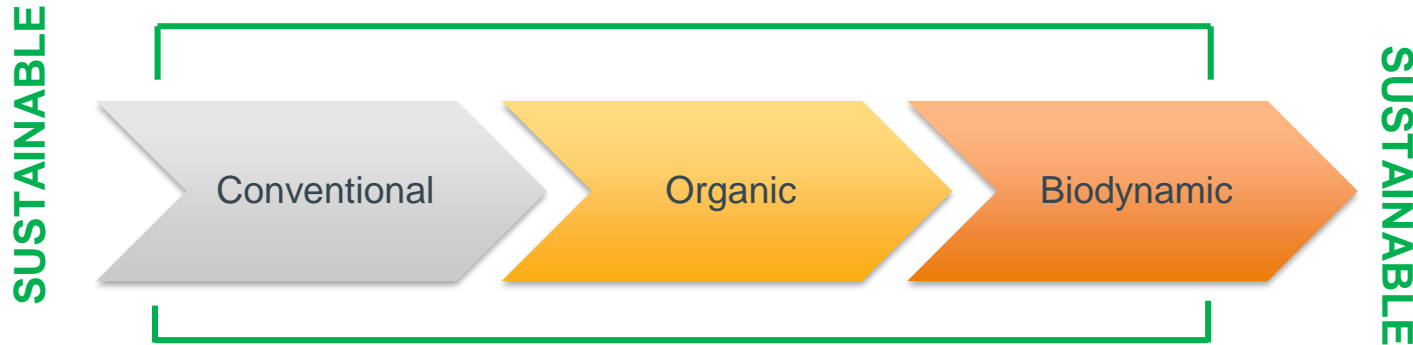 SUSTAINABLE
Conventional
Organic
Biodynamic
SUSTAINABLE